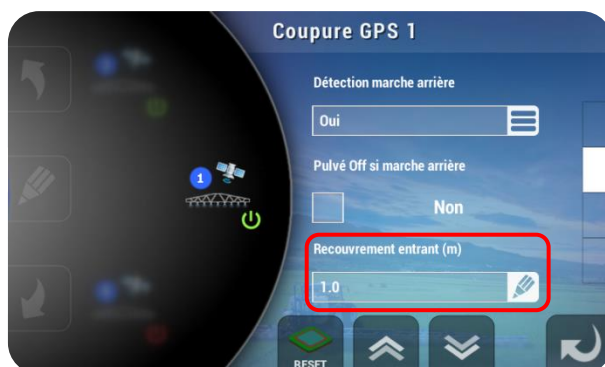 Coupure GPS 1
Détection marche arrière
Oui
Pulvé Off si marche arrière
1
Non
Recouvrement entrant (m)
1.0
RESET